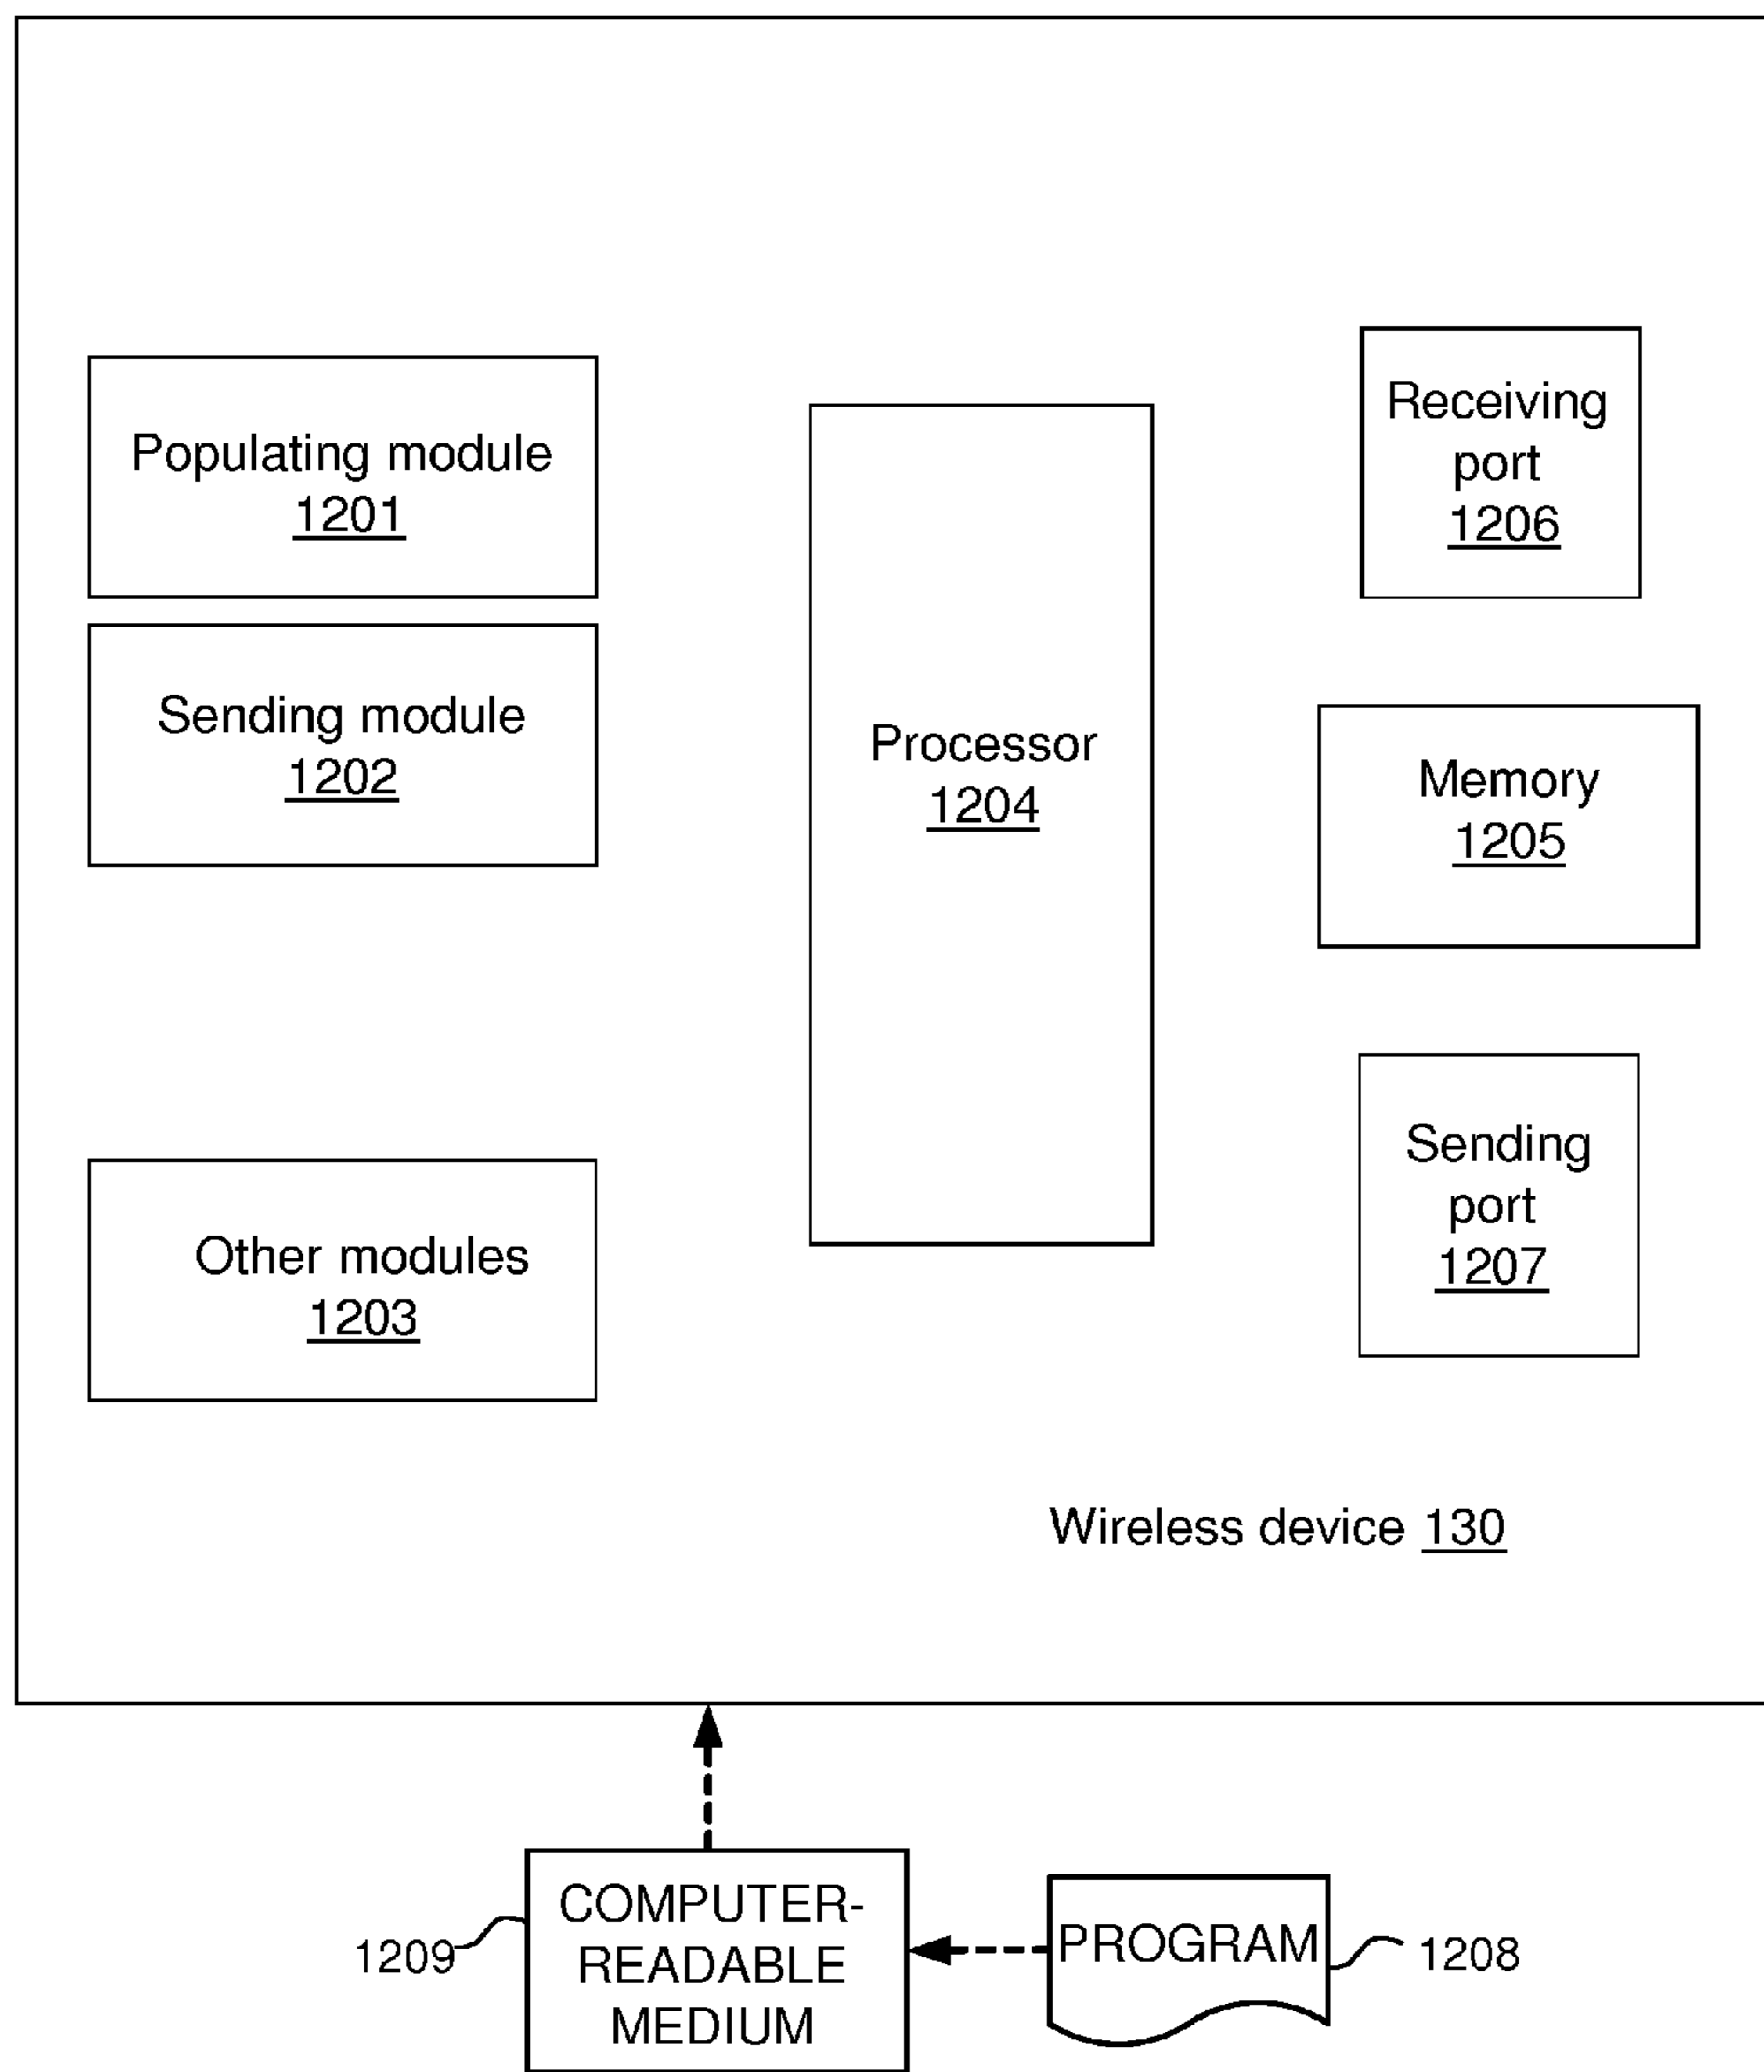 Populating module
1201
Sending module
1202
Other modules
1203
Processor
1204
Receiving
port
1206
Memory
1205
Sending
port
1207
Wireless device 130
COMPUTER-
READABLE
MEDIUM
1209
PROGRAM
1208